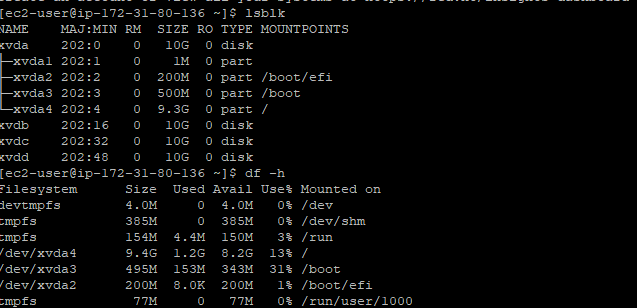 [ec2-user@ip-172-31-80-136 ~]$ lsblk
NAME    MAJ:MIN RM  SIZE RO TYPE MOUNTPOINTS
xvda    202:0    0   10G  0 disk
├─xvda1 202:1    0    1M  0 part
├─xvda2 202:2    0  200M  0 part /boot/efi
├─xvda3 202:3    0  500M  0 part /boot
└─xvda4 202:4    0  9.3G  0 part /
xvdb    202:16   0   10G  0 disk
xvdc    202:32   0   10G  0 disk
xvdd    202:48   0   10G  0 disk
[ec2-user@ip-172-31-80-136 ~]$ df -h
Filesystem      Size  Used Avail Use% Mounted on
devtmpfs        4.0M     0  4.0M   0% /dev
tmpfs           385M     0  385M   0% /dev/shm
tmpfs           154M  4.4M  150M   3% /run
/dev/xvda4      9.4G  1.2G  8.2G  13% /
/dev/xvda3      495M  153M  343M  31% /boot
/dev/xvda2      200M  8.0K  200M   1% /boot/efi
tmpfs            77M     0   77M   0% /run/user/1000